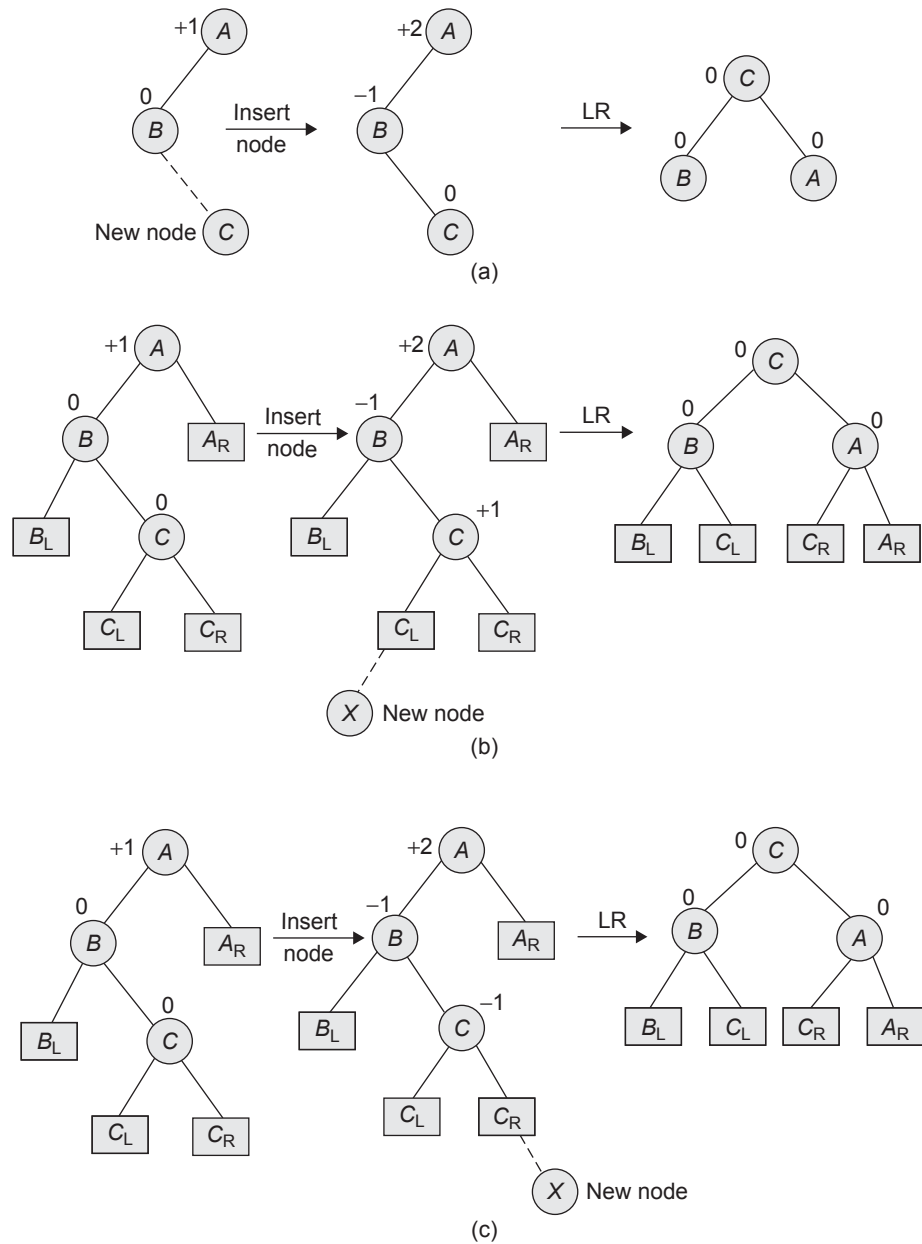 +1 A +2 A
0 C
0 B Insert node −1 B LR 0 B 0 A
0
New node C C
(a)
+1 A +2 A 0 C
0 B Insert node −1 B LR 0 B A 0
A_R A_R
B_L 0 C B_L C +1 B_L C_L C_R A_R
C_L C_R C_L C_R
X New node
(b)
+1 A +2 A 0 C
0 B Insert node −1 B LR 0 B 0 A
A_R A_R
B_L 0 C B_L C −1 B_L C_L C_R A_R
C_L C_R C_L C_R
X New node
(c)